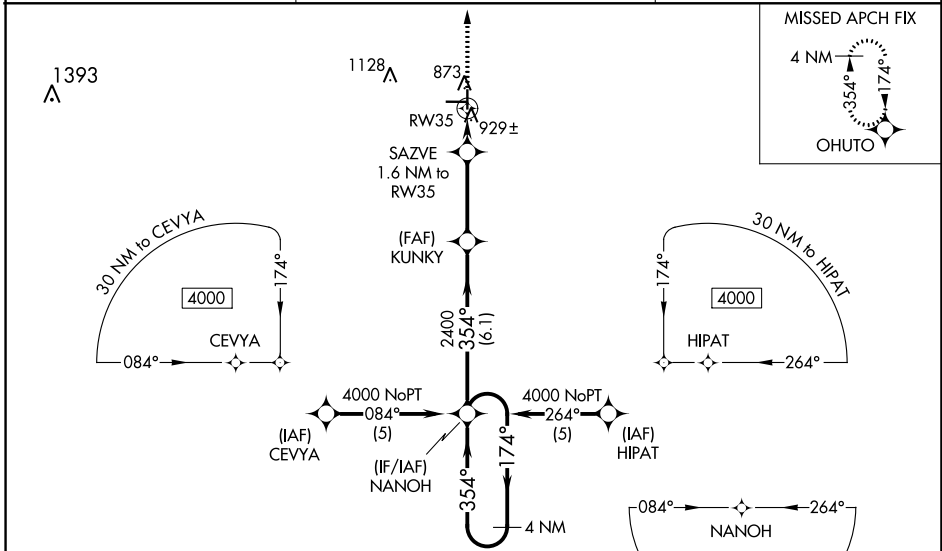 MISSED APCH FIX
4 NM
354°
174°
OHUTO
1393
1128
873
RW35
929±
SAZVE
1.6 NM to
RW35
(FAF)
KUNKY
30 NM to CEVYA
174°
4000
CEVYA
084°
30 NM to HIPAT
174°
4000
HIPAT
264°
2400
354°
(6.1)
4000 NoPT
084°
(5)
(IAF)
CEVYA
4000 NoPT
264°
(5)
(IAF)
HIPAT
(IF/IAF)
NANOH
354°
174°
4 NM
084°
264°
NANOH